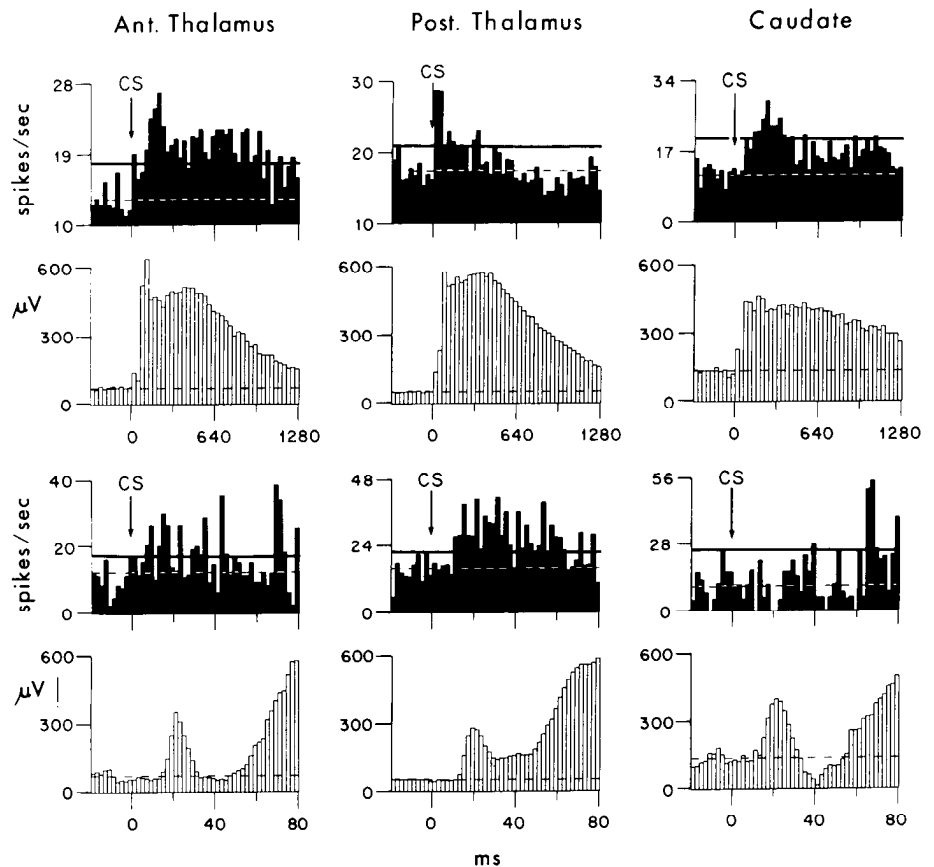 Ant. Thalamus Post. Thalamus Caudate
28 30 34
CS CS CS
spikes/sec
19 20 17
10 10 0
600 600 600
μV
300 300 300
0 0 0
0 640 1280 0 640 1280 0 640 1280
40 48 56
CS CS CS
spikes/sec
20 24 28
0 0 0
600 600 600
μV
300 300 300
0 0 0
0 40 80 0 40 80 0 40 80
ms